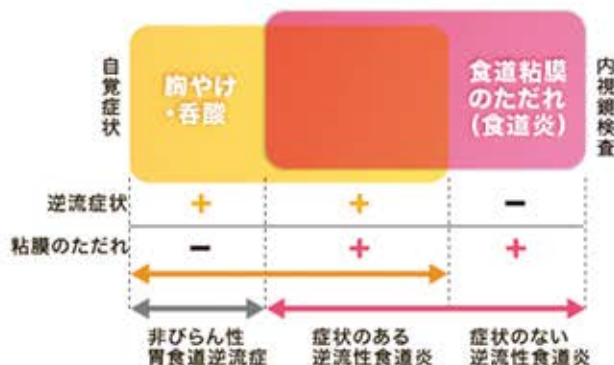 自覚症状
胸やけ
・呑酸
食道粘膜
のただれ
(食道炎)
内視鏡検査
逆流症状 + + −
粘膜のただれ − + +
非びらん性
胃食道逆流症
症状のある
逆流性食道炎
症状のない
逆流性食道炎